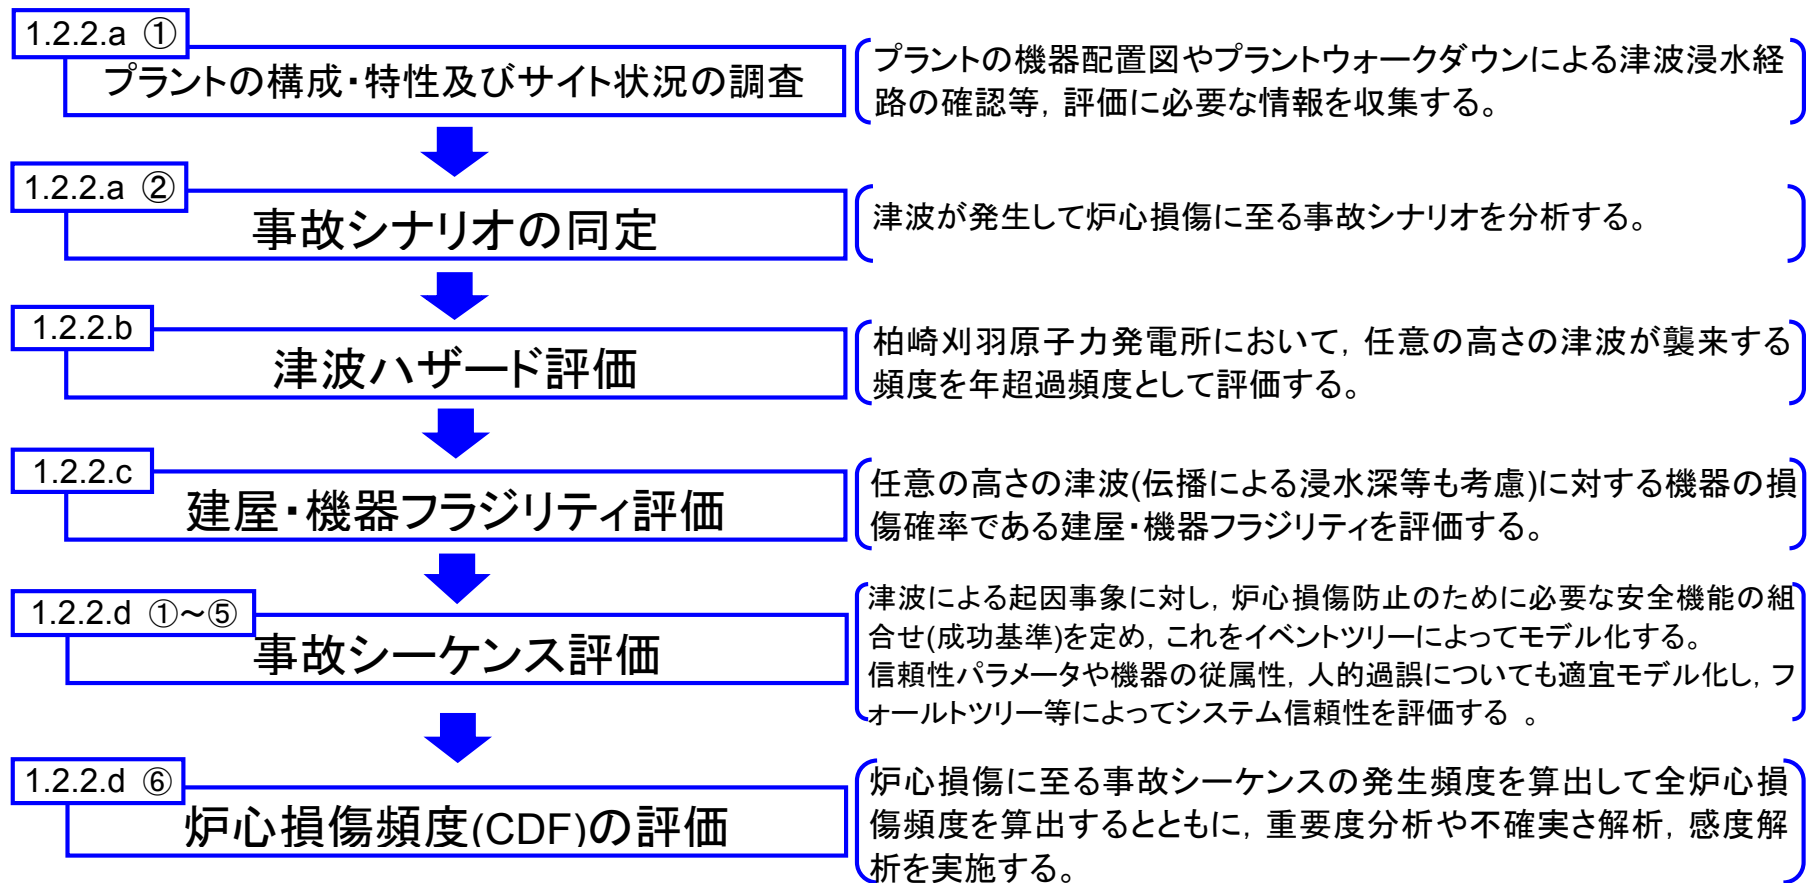 1.2.2.a ①
プラントの構成・特性及びサイト状況の調査
プラントの機器配置図やプラントウォークダウンによる津波浸水経
路の確認等，評価に必要な情報を収集する。
1.2.2.a ②
事故シナリオの同定
津波が発生して炉心損傷に至る事故シナリオを分析する。
1.2.2.b
津波ハザード評価
柏崎刈羽原子力発電所において，任意の高さの津波が襲来する
頻度を年超過頻度として評価する。
1.2.2.c
建屋・機器フラジリティ評価
任意の高さの津波(伝播による浸水深等も考慮)に対する機器の損
傷確率である建屋・機器フラジリティを評価する。
1.2.2.d ①～⑤
事故シーケンス評価
津波による起因事象に対し，炉心損傷防止のために必要な安全機能の組
合せ(成功基準)を定め，これをイベントツリーによってモデル化する。
信頼性パラメータや機器の従属性，人的過誤についても適宜モデル化し，フ
ォールトツリー等によってシステム信頼性を評価する 。
1.2.2.d ⑥
炉心損傷頻度(CDF)の評価
炉心損傷に至る事故シーケンスの発生頻度を算出して全炉心損
傷頻度を算出するとともに，重要度分析や不確実さ解析，感度解
析を実施する。